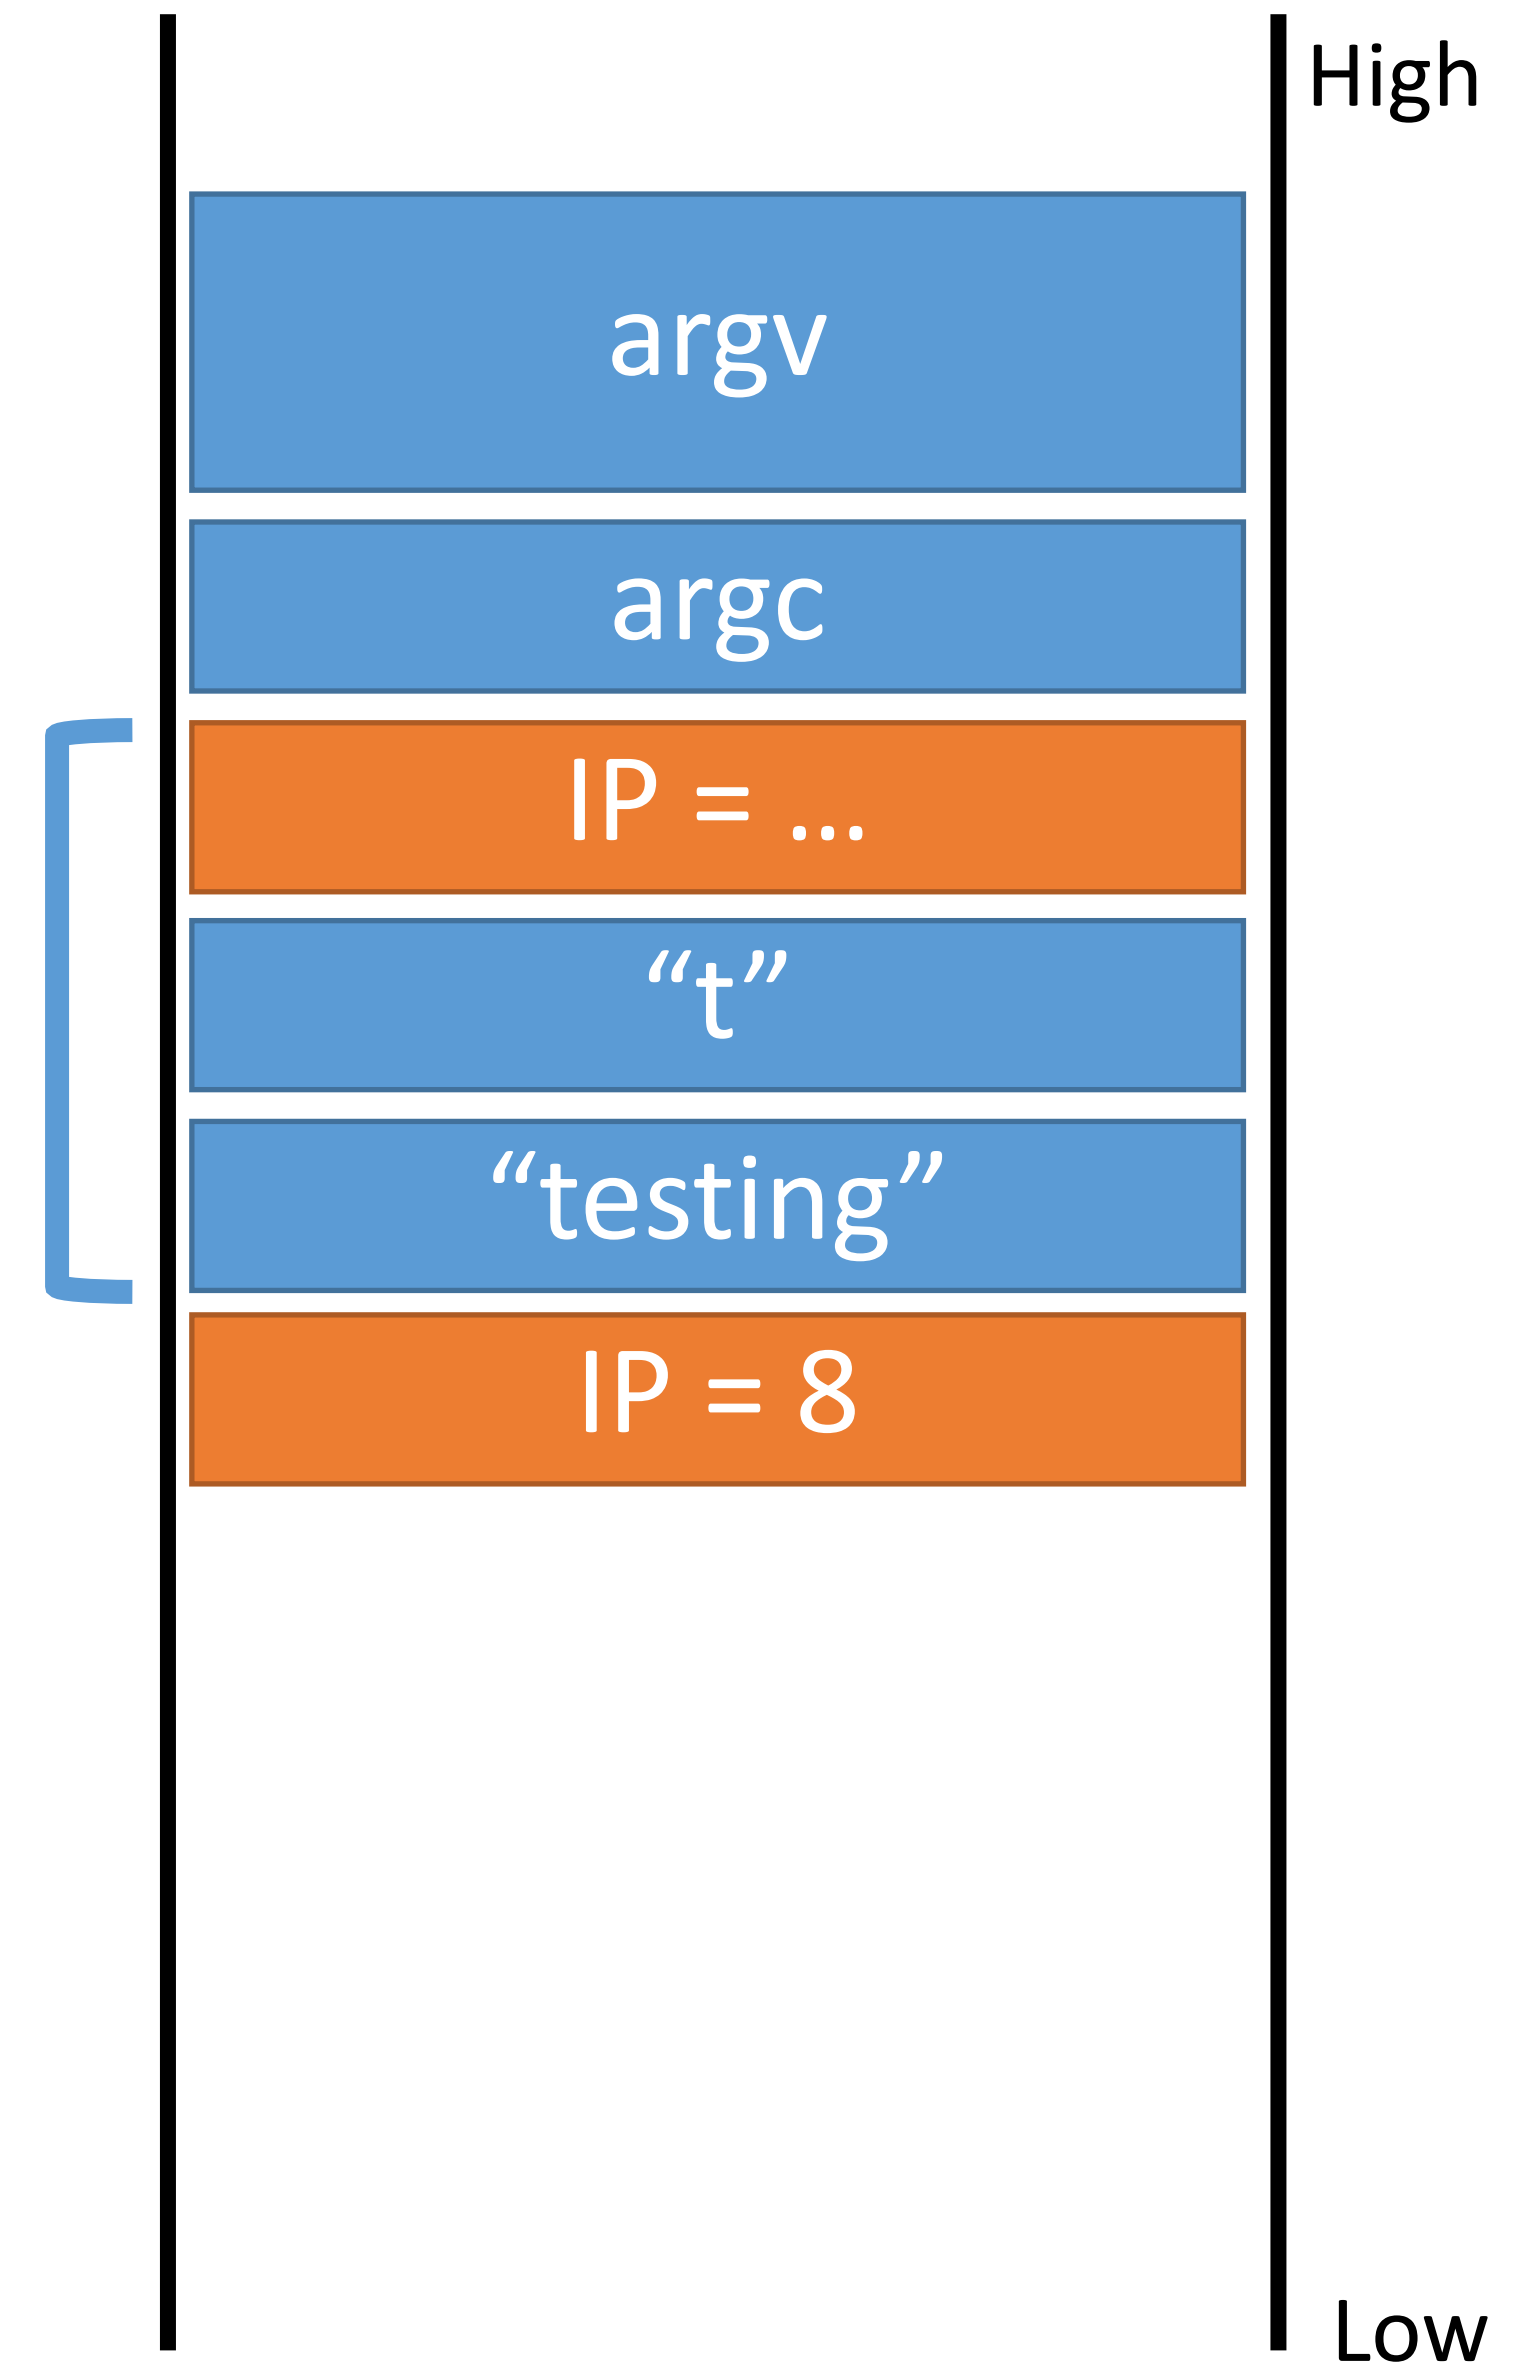 High
argv
argc
IP = …
“t”
“testing”
IP = 8
Low